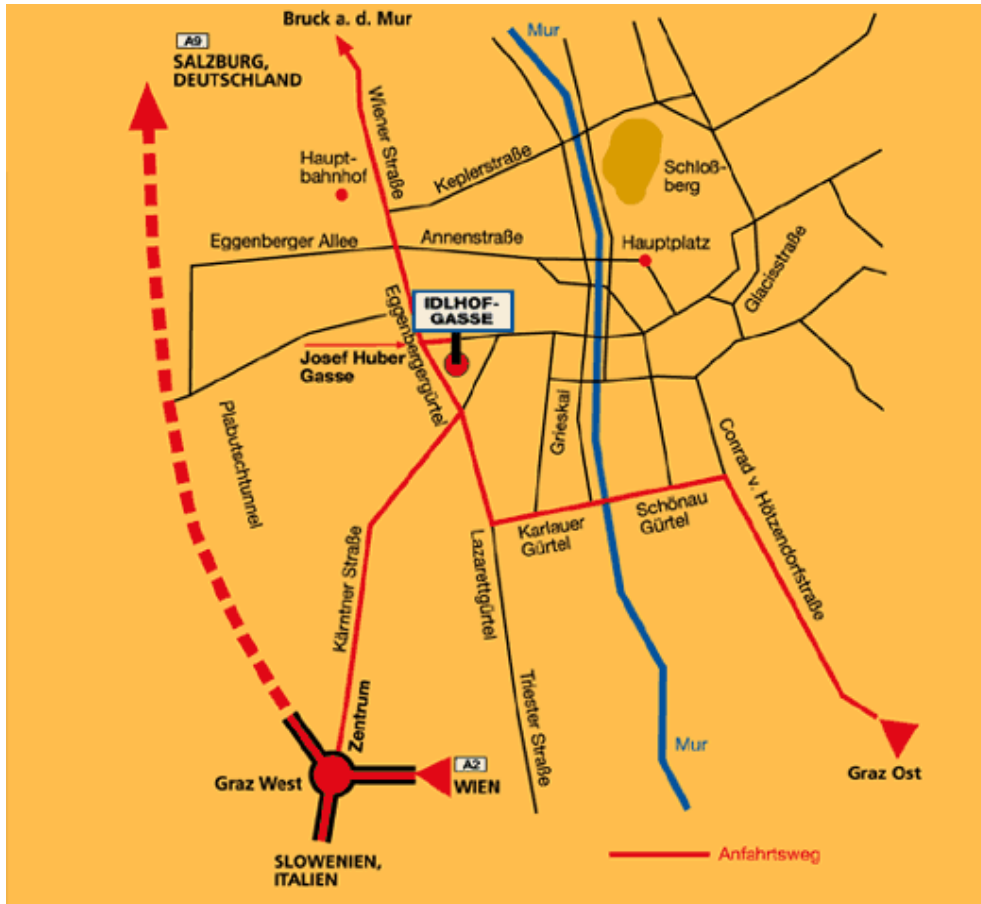 Bruck a. d. Mur
A9
SALZBURG,
DEUTSCHLAND
Mur
Wiener Straße
Haupt-
bahnhof
Keplerstraße
Schloß-
berg
Eggenberger Allee
Annenstraße
Hauptplatz
Glacisstraße
IDLHOF-
GASSE
Eggenbergergürtel
Josef Huber
Gasse
Plabutschtunnel
Grieskai
Conrad v. Hötzendorfstraße
Karlauer
Gürtel
Schönau
Gürtel
Lazarettgürtel
Kärntner Straße
Triester Straße
Zentrum
Mur
Graz West
A2
WIEN
Graz Ost
SLOWENIEN,
ITALIEN
Anfahrtsweg